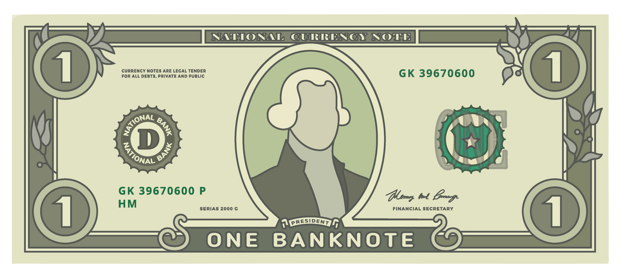 NATIONAL CURRENCY NOTE
1
1
CURRENCY NOTES ARE LEGAL TENDER
FOR ALL DEBTS, PRIVATE AND PUBLIC
GK 39670600
NATIONAL BANK
D
NATIONAL BANK
ONE
GK 39670600 P
HM
SERIAS 2000 C
FINANCIAL SECRETARY
1
1
PRESIDENT
ONE BANKNOTE